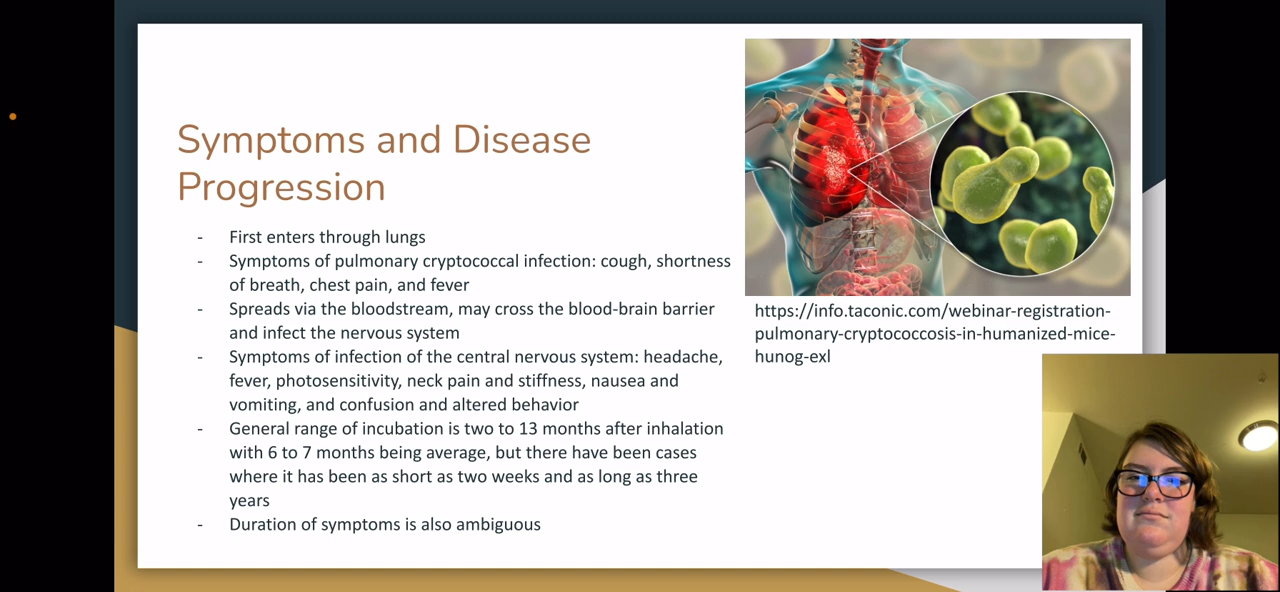 Symptoms and Disease
Progression
- First enters through lungs
- Symptoms of pulmonary cryptococcal infection: cough, shortness
of breath, chest pain, and fever
- Spreads via the bloodstream, may cross the blood-brain barrier
and infect the nervous system
- Symptoms of infection of the central nervous system: headache,
fever, photosensitivity, neck pain and stiffness, nausea and
vomiting, and confusion and altered behavior
- General range of incubation is two to 13 months after inhalation
with 6 to 7 months being average, but there have been cases
where it has been as short as two weeks and as long as three
years
- Duration of symptoms is also ambiguous
https://info.taconic.com/webinar-registration-
pulmonary-cryptococcosis-in-humanized-mice-
hunog-exl